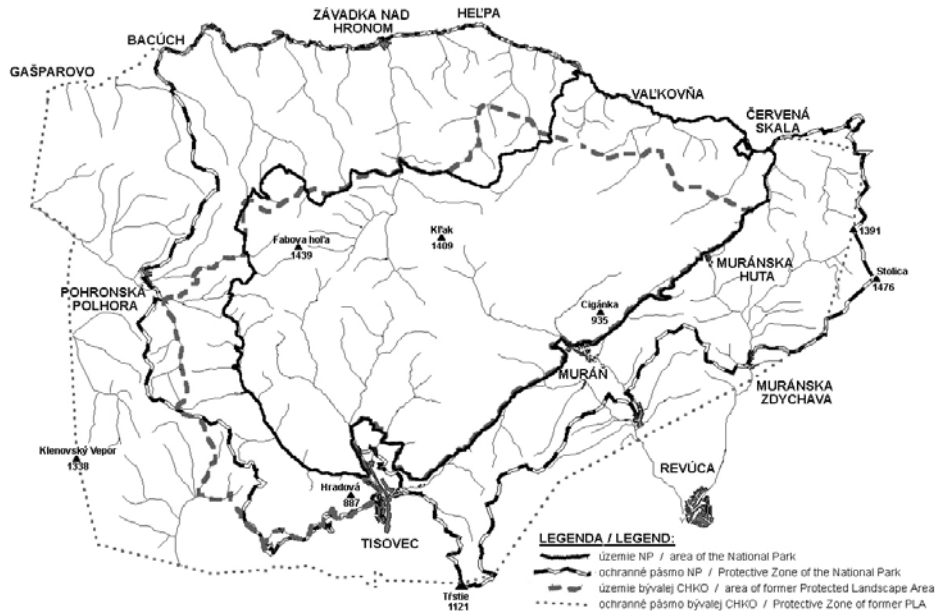 HEĽPA
ZÁVADKA NAD
HRONOM
BACÚCH
GAŠPAROVO
VAĽKOVŇA
ČERVENÁ
SKALA
Kľak
1409
Fabova hoľa
1439
1391
MURÁNSKA
HUTA
Stolica
1476
POHRONSKÁ
POLHORA
Cigánka
935
MURÁŇ
MURÁNSKA
ZDYCHAVA
Klenovský Vepor
1338
REVÚCA
Hradová
887
TISOVEC
Tŕstie
1121
LEGENDA / LEGEND:
územie NP / area of the National Park
ochranné pásmo NP / Protective Zone of the National Park
územie bývalej CHKO / area of former Protected Landscape Area
ochranné pásmo bývalej CHKO / Protective Zone of former PLA